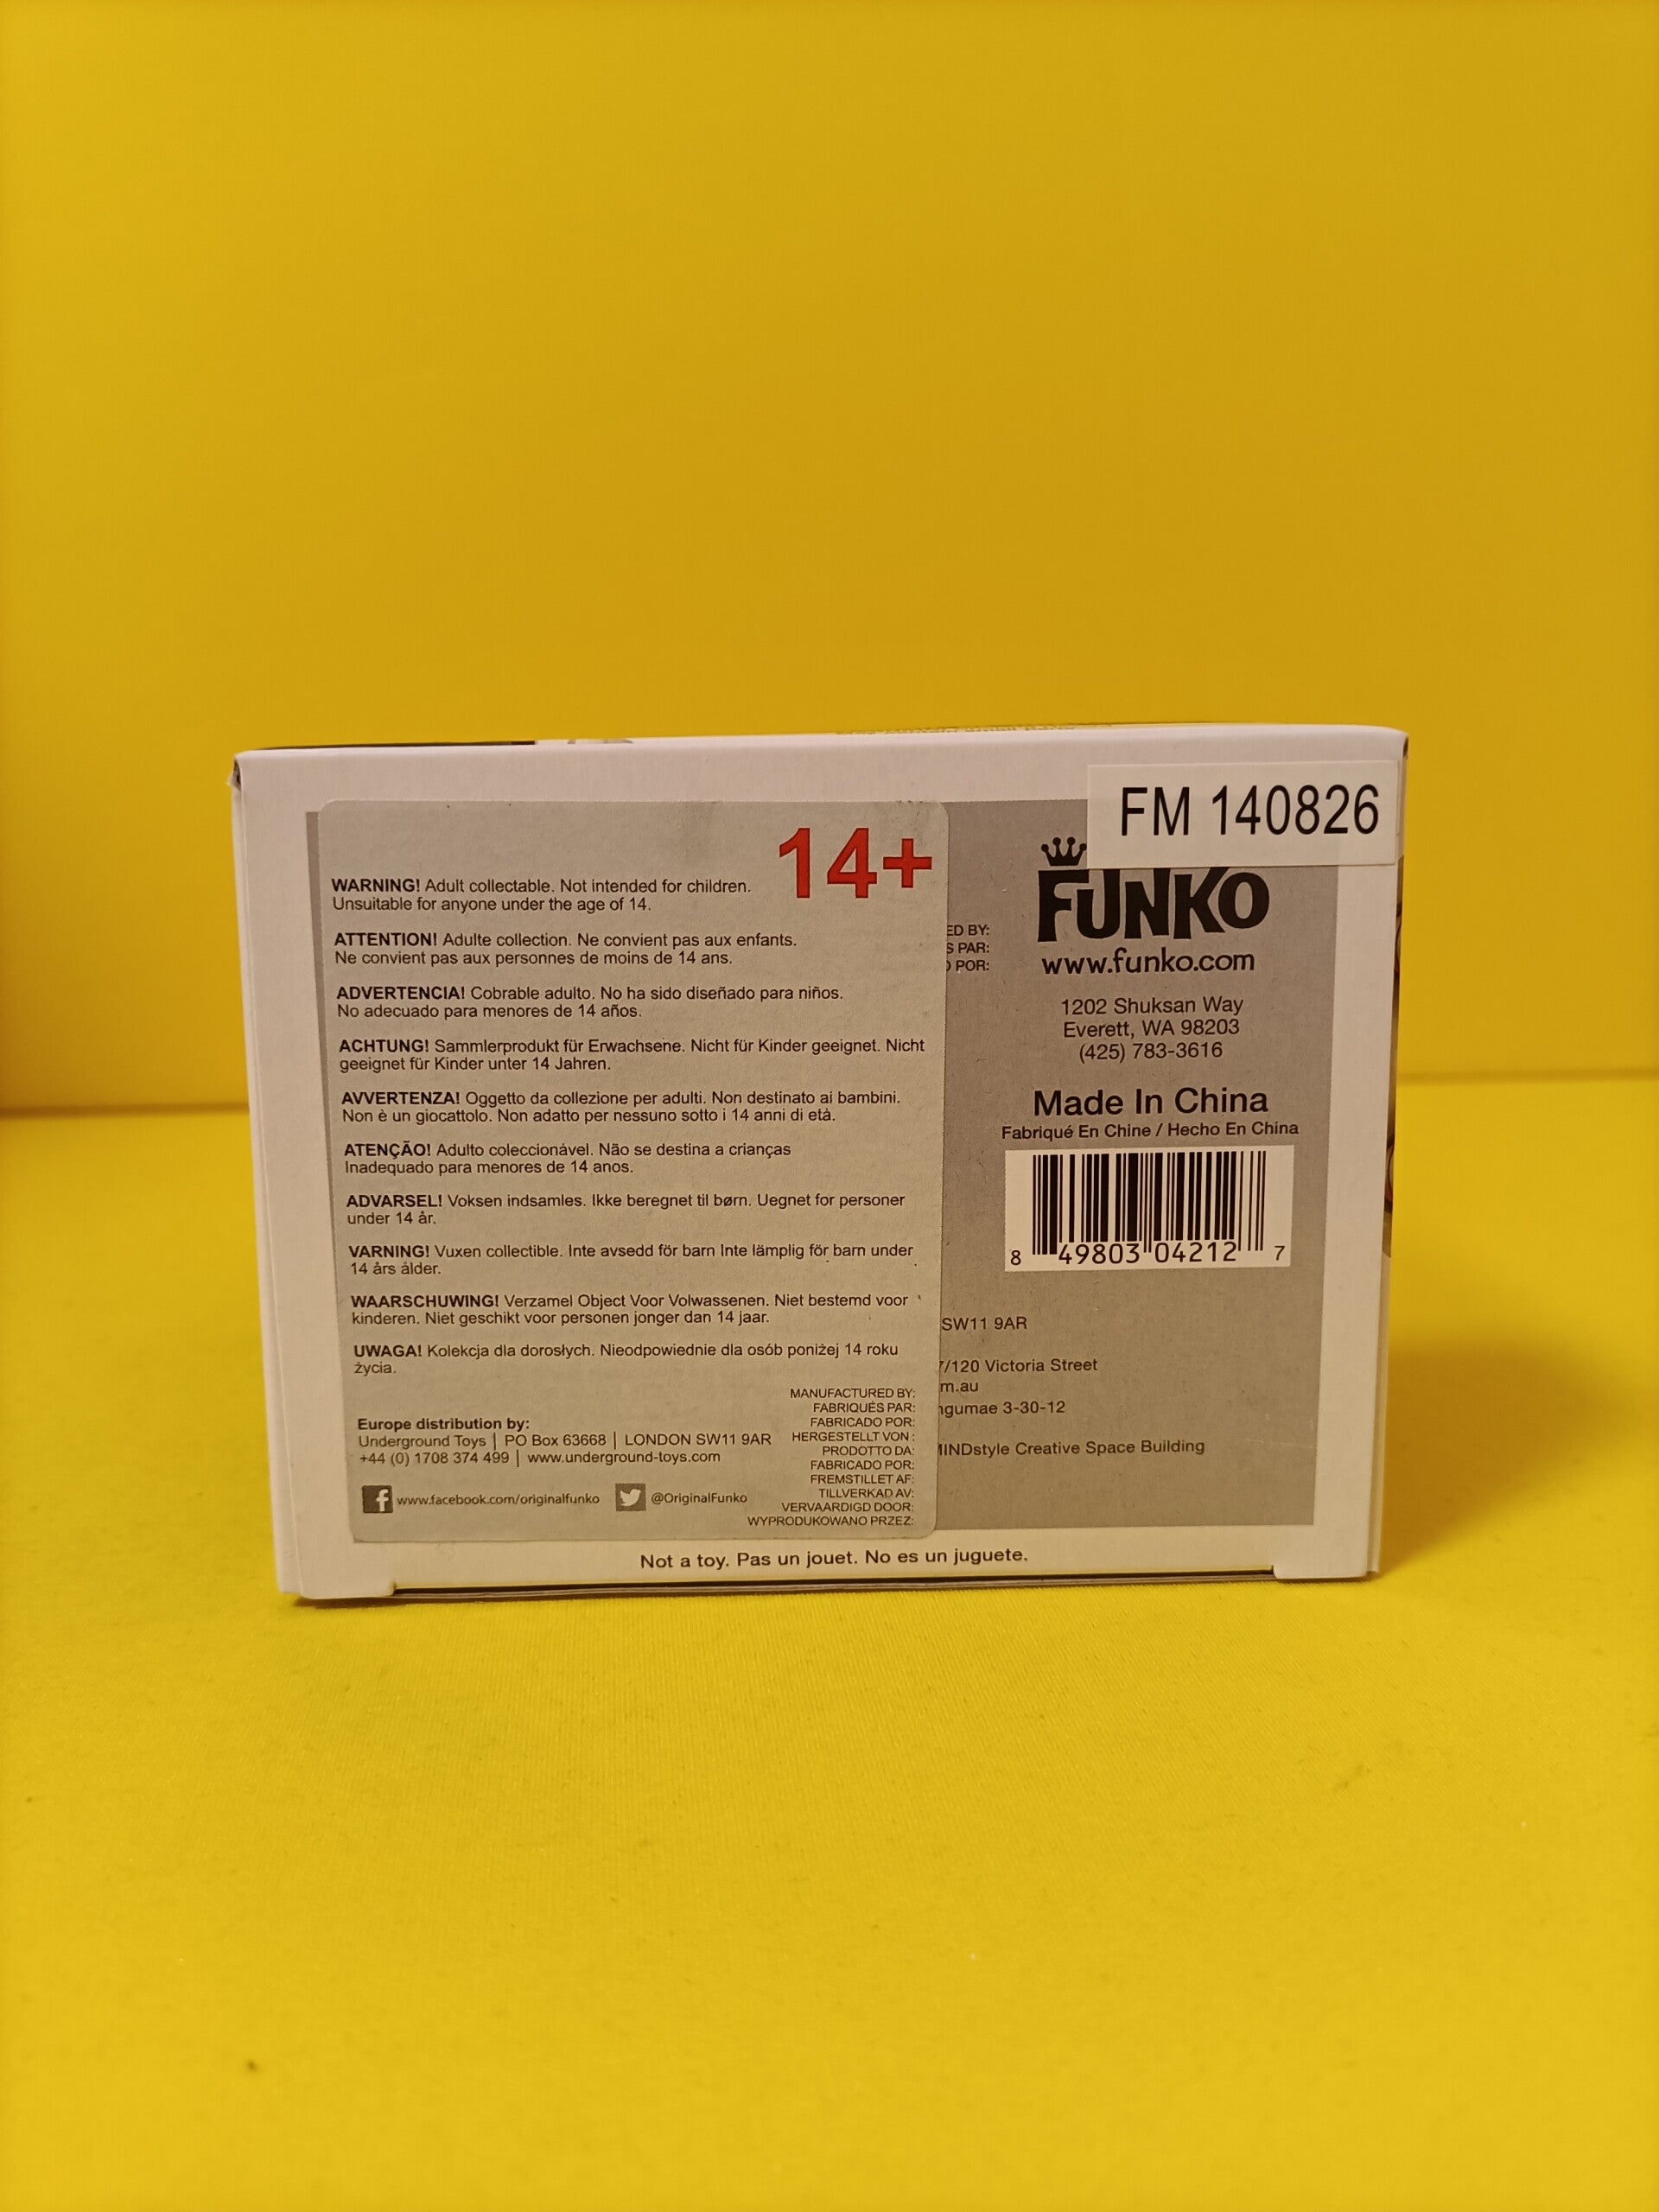 14+
WARNING! Adult collectable. Not intended for children.
Unsuitable for anyone under the age of 14.
ATTENTION! Adulte collection. Ne convient pas aux enfants.
Ne convient pas aux personnes de moins de 14 ans.
ADVERTENCIA! Cobrable adulto. No ha sido diseñado para niños.
No adecuado para menores de 14 años.
ACHTUNG! Sammlerprodukt für Erwachsene. Nicht für Kinder geeignet. Nicht
geeignet für Kinder unter 14 Jahren.
AVVERTENZA! Oggetto da collezione per adulti. Non destinato ai bambini.
Non è un giocattolo. Non adatto per nessuno sotto i 14 anni di età.
ATENÇÃO! Adulto coleccionável. Não se destina a crianças
Inadequado para menores de 14 anos.
ADVARSEL! Voksen indsamles. Ikke beregnet til børn. Uegnet for personer
under 14 år.
VARNING! Vuxen collectible. Inte avsedd för barn Inte lämplig för barn under
14 års ålder.
WAARSCHUWING! Verzamel Object Voor Volwassenen. Niet bestemd voor
kinderen. Niet geschikt voor personen jonger dan 14 jaar.
UWAGA! Kolekcja dla dorosłych. Nieodpowiednie dla osób poniżej 14 roku
życia.
Europe distribution by:
Underground Toys | PO Box 63668 | LONDON SW11 9AR
+44 (0) 1708 374 499 | www.underground-toys.com
www.facebook.com/originalfunko @OriginalFunko
MANUFACTURED BY:
FABRIQUÉS PAR:
FABRICADO POR:
HERGESTELLT VON :
PRODOTTO DA:
FABRICADO POR:
FREMSTILLET AF:
TILLVERKAD AV:
VERVAARDIGD DOOR:
WYPRODUKOWANO PRZEZ:
FM 140826
FUNKO
www.funko.com
ED BY:
S PAR:
POR:
1202 Shuksan Way
Everett, WA 98203
(425) 783-3616
Made In China
Fabriqué En Chine / Hecho En China
8 49803 04212 7
SW11 9AR
/120 Victoria Street
m.au
ngumae 3-30-12
MINDstyle Creative Space Building
Not a toy. Pas un jouet. No es un juguete.